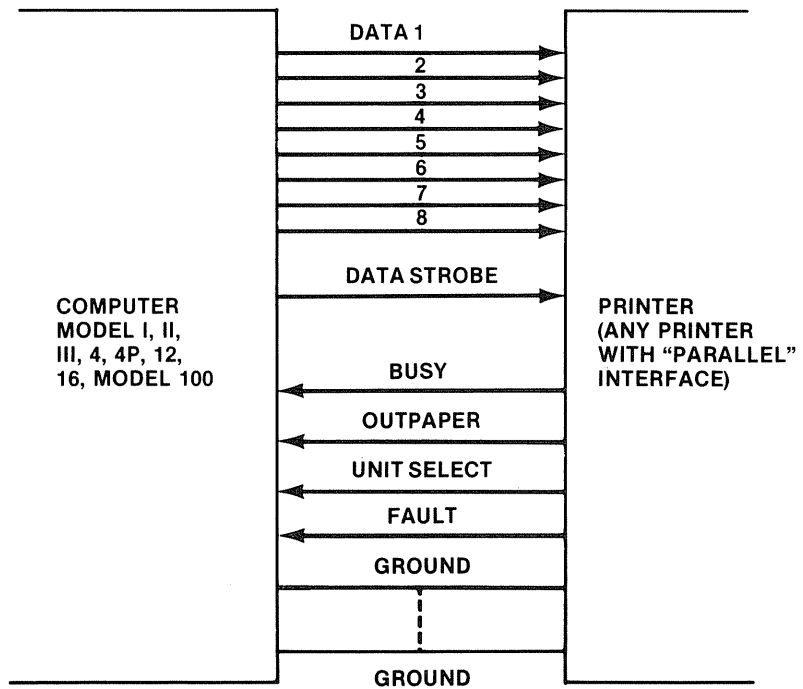 DATA 1
2
3
4
5
6
7
8
DATA STROBE
COMPUTER
MODEL I, II,
III, 4, 4P, 12,
16, MODEL 100
PRINTER
(ANY PRINTER
WITH “PARALLEL”
INTERFACE)
BUSY
OUTPAPER
UNIT SELECT
FAULT
GROUND
GROUND